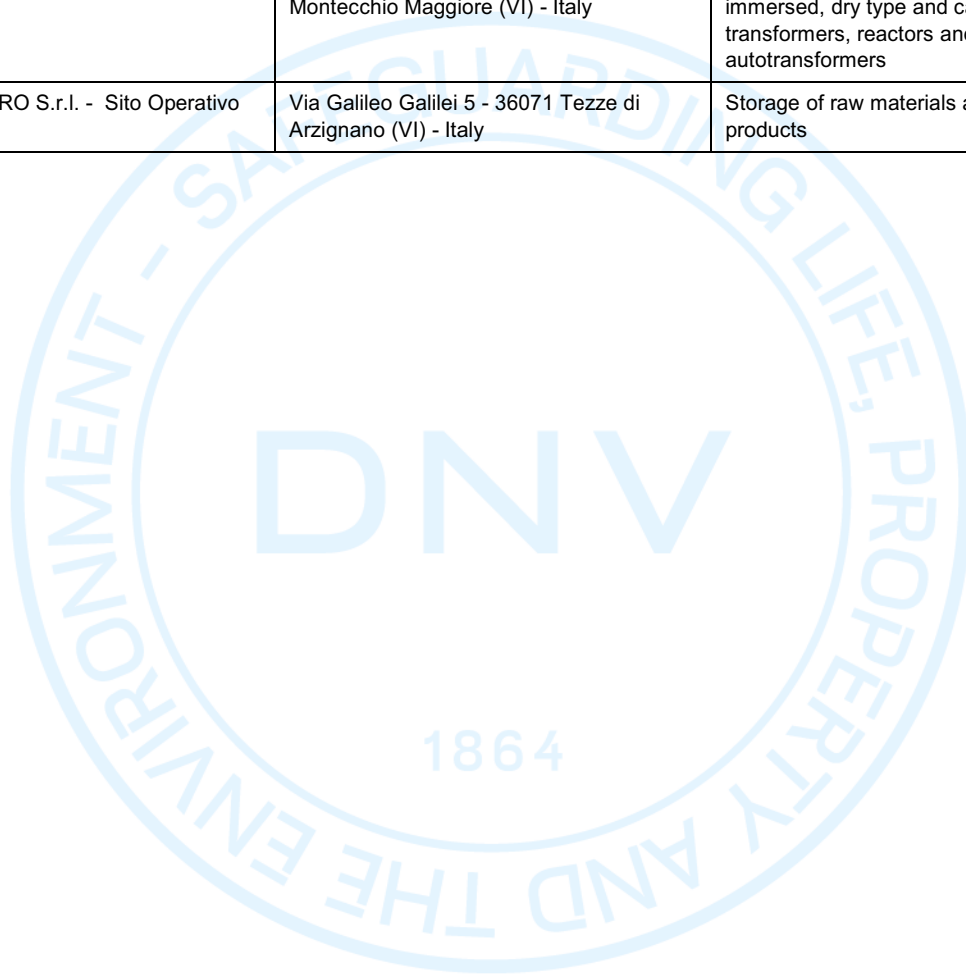 Montecchio Maggiore (VI) - Italy
immersed, dry type and
transformers, reactors
autotransformers
RO S.r.l. - Sito Operativo
Via Galileo Galilei 5 - 36071 Tezze di
Arzignano (VI) - Italy
Storage of raw materials
products
SAFEGUARDING LIFE, PROPERTY AND THE ENVIRONMENT -
DNV
1864